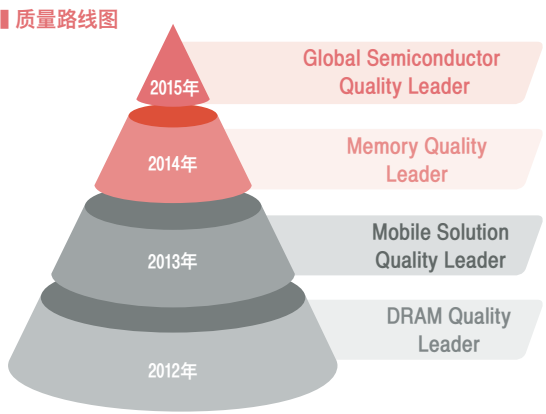 质量路线图
2015年
Global Semiconductor
Quality Leader
2014年
Memory Quality
Leader
2013年
Mobile Solution
Quality Leader
2012年
DRAM Quality
Leader